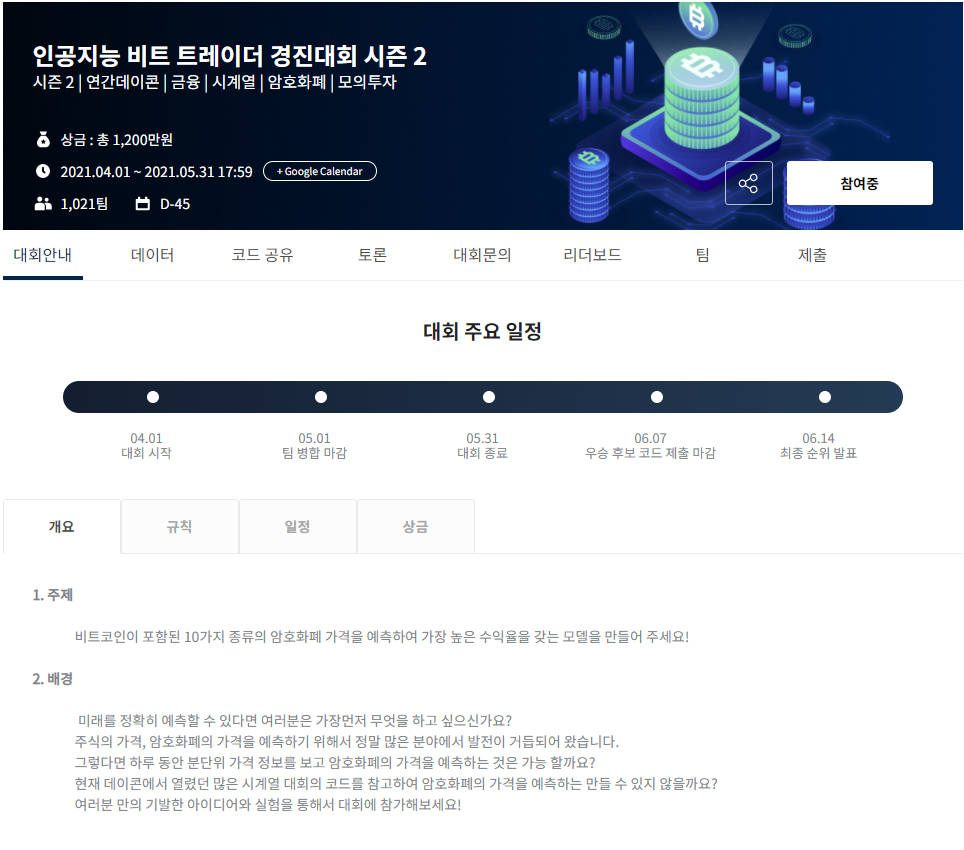 인공지능 비트 트레이더 경진대회 시즌 2
시즌 2 | 연간데이콘 | 금융 | 시계열 | 암호화폐 | 모의투자
상금 : 총 1,200만원
2021.04.01 ~ 2021.05.31 17:59 + Google Calendar
1,021팀 D-45
참여중
대회안내 데이터 코드 공유 토론 대회문의 리더보드 팀 제출
대회 주요 일정
04.01 05.01 05.31 06.07 06.14
대회 시작 팀 병합 마감 대회 종료 우승 후보 코드 제출 마감 최종 순위 발표
개요 규칙 일정 상금
1. 주제
비트코인이 포함된 10가지 종류의 암호화폐 가격을 예측하여 가장 높은 수익율을 갖는 모델을 만들어 주세요!
2. 배경
미래를 정확히 예측할 수 있다면 여러분은 가장먼저 무엇을 하고 싶으신가요?
주식의 가격, 암호화폐의 가격을 예측하기 위해서 정말 많은 분야에서 발전이 거듭되어 왔습니다.
그렇다면 하루 동안 분단위 가격 정보를 보고 암호화폐의 가격을 예측하는 것은 가능 할까요?
현재 데이콘에서 열렸던 많은 시계열 대회의 코드를 참고하여 암호화폐의 가격을 예측하는 만들 수 있지 않을까요?
여러분 만의 기발한 아이디어와 실험을 통해서 대회에 참가해보세요!